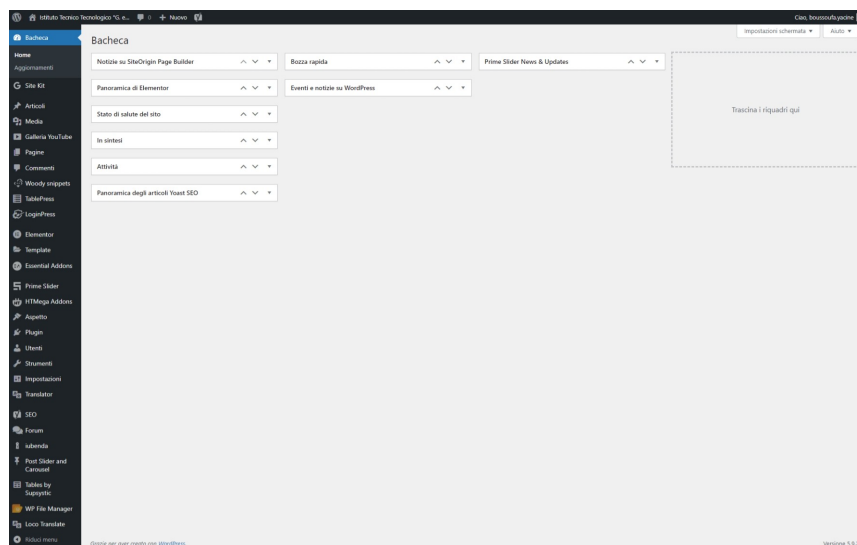 Istituto Tecnico Tecnologico "G. e... 0 + Nuovo
Ciao, boussoufa.yacine
Impostazioni schermata ▼ Aiuto ▼
Bacheca
Home
Aggiornamenti
Site Kit
Articoli
Media
Galleria YouTube
Pagine
Commenti
Woody snippets
TablePress
LoginPress
Elementor
Template
Essential Addons
Prime Slider
HTMega Addons
Aspetto
Plugin
Utenti
Strumenti
Impostazioni
Translator
SEO
Forum
iubenda
Post Slider and
Carousel
Tables by
Supsystic
WP File Manager
Loco Translate
Riduci menu
Bacheca
Notizie su SiteOrigin Page Builder
Panoramica di Elementor
Stato di salute del sito
In sintesi
Attività
Panoramica degli articoli Yoast SEO
Bozza rapida
Eventi e notizie su WordPress
Prime Slider News & Updates
Trascina i riquadri qui
Grazie per aver creato con WordPress.